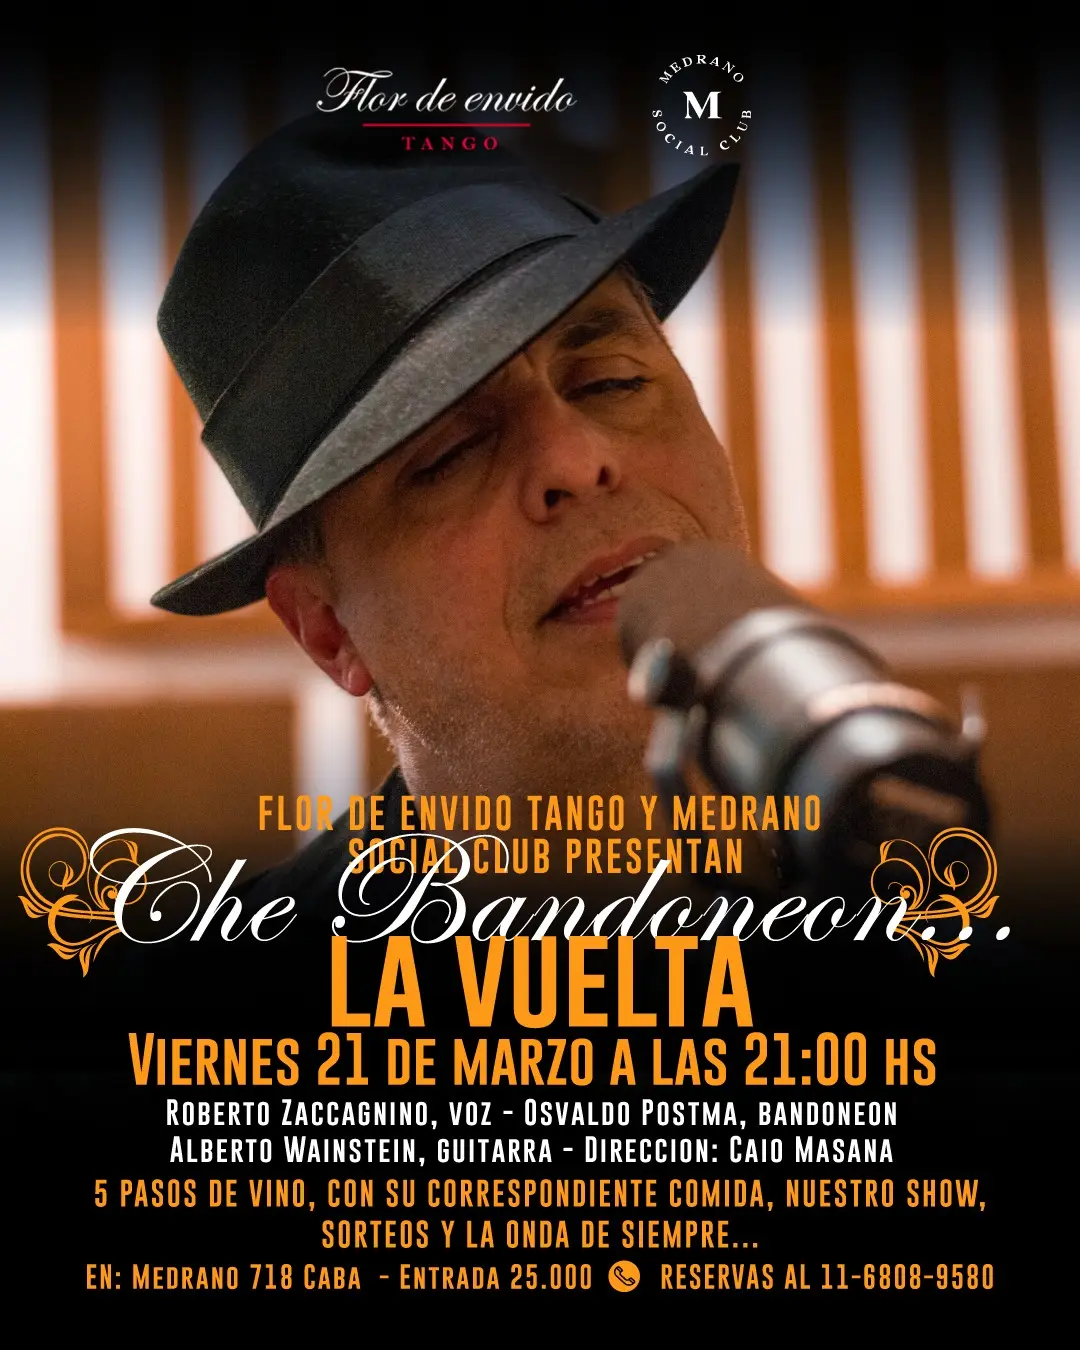 Flor de envido
TANGO
MEDRANO
M
SOCIAL CLUB
FLOR DE ENVIDO TANGO Y MEDRANO
SOCIAL CLUB PRESENTAN
Che Bandoneon...
LA VUELTA
VIERNES 21 DE MARZO A LAS 21:00 HS
ROBERTO ZACCAGNINO, VOZ - OSVALDO POSTMA, BANDONEON
ALBERTO WAINSTEIN, GUITARRA - DIRECCION: CAIO MASANA
5 PASOS DE VINO, CON SU CORRESPONDIENTE COMIDA, NUESTRO SHOW,
SORTEOS Y LA ONDA DE SIEMPRE...
EN: MEDRANO 718 CABA - ENTRADA 25.000 RESERVAS AL 11-6808-9580